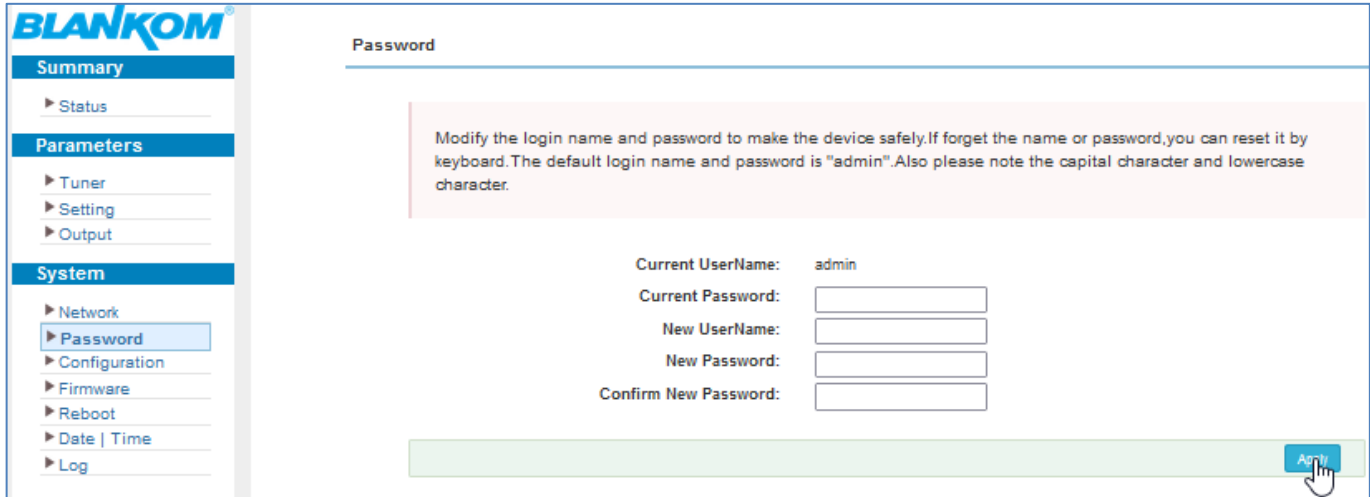 BLANKOM®
Summary
Status
Parameters
Tuner
Setting
Output
System
Network
Password
Configuration
Firmware
Reboot
Date | Time
Log
Password
Modify the login name and password to make the device safely.If forget the name or password,you can reset it by
keyboard.The default login name and password is "admin".Also please note the capital character and lowercase
character.
Current UserName: admin
Current Password:
New UserName:
New Password:
Confirm New Password:
Apply